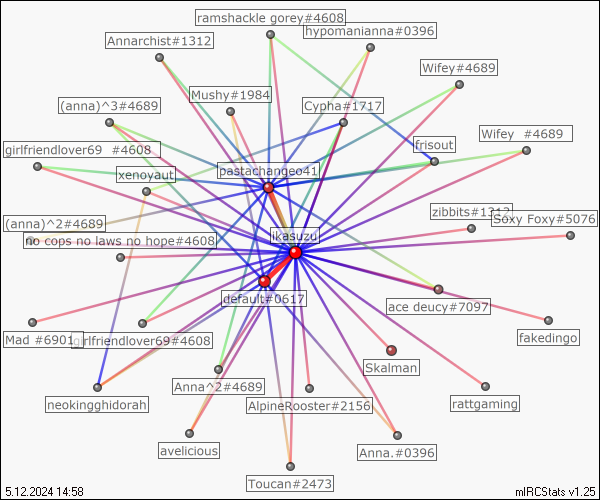 ramshackle gorey#4608
hypomanianna#0396
Annarchist#1312
Wifey#4689
Mushy#1984
(anna)^3#4689
Cypha#1717
Wifey #4689
frisout
girlfriendlover69 #4608
pastachangeo41
xenoyaut
zibbits#1312
Soxy Foxy#5076
(anna)^2#4689
ikasuzu
no cops no laws no hope#4608
default#0617
ace deucy#7097
fakedingo
Mad #6901
girlfriendlover69#4608
Skalman
Anna^2#4689
neokingghidorah
AlpineRooster#2156
rattgaming
avelicious
Anna.#0396
Toucan#2473
5.12.2024 14:58
mIRCStats v1.25